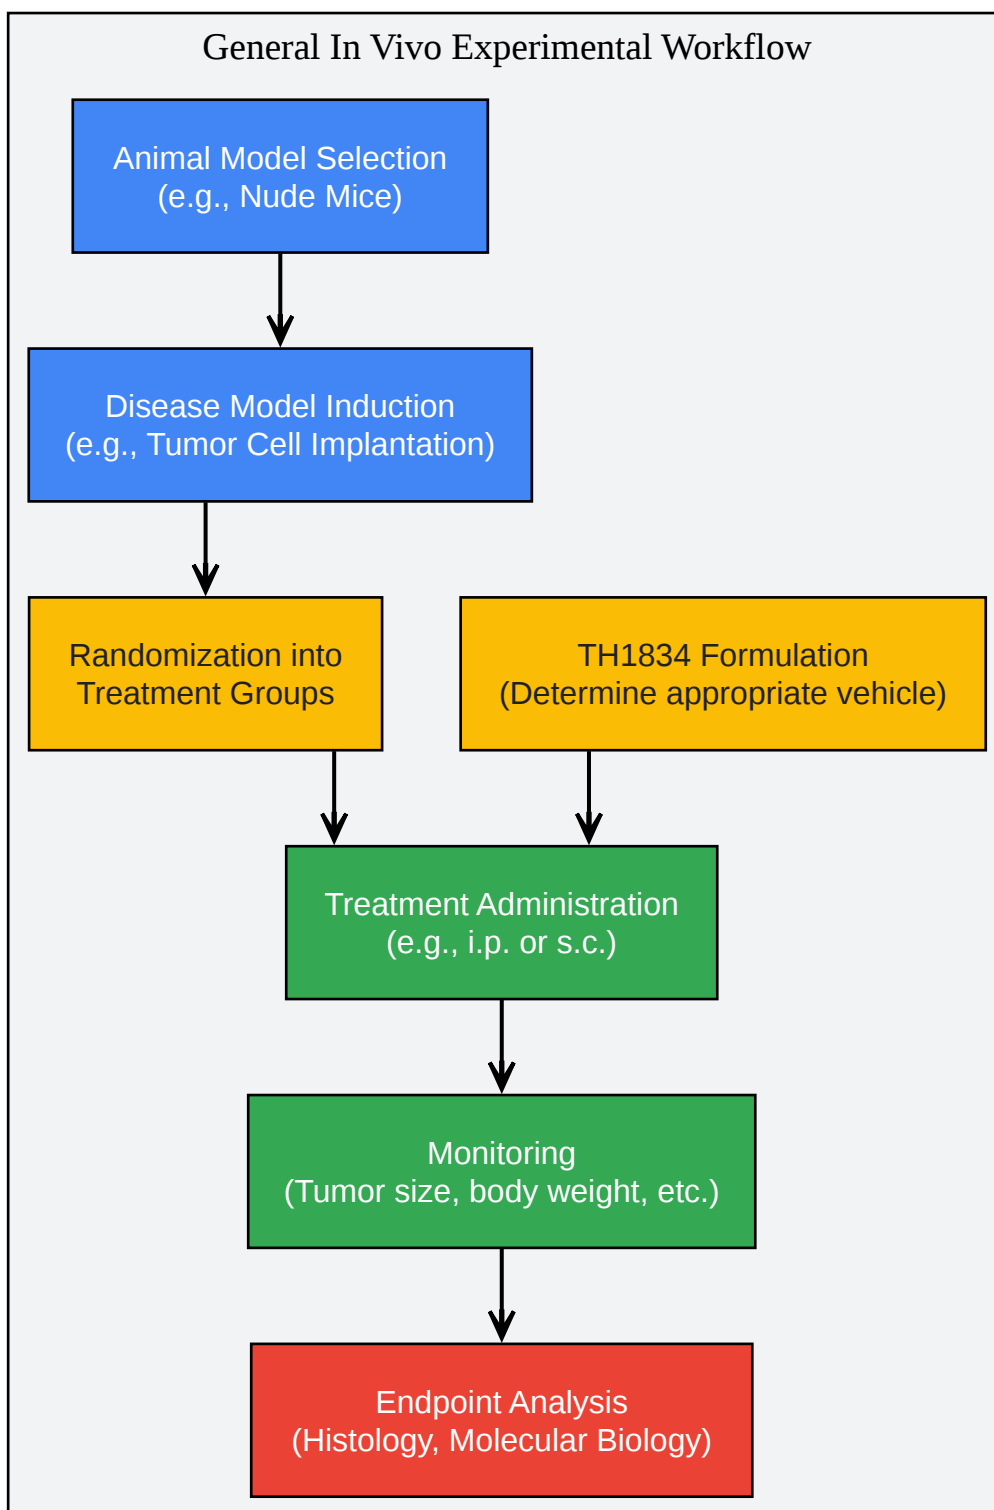 General In Vivo Experimental Workflow
Animal Model Selection
(e.g., Nude Mice)
Disease Model Induction
(e.g., Tumor Cell Implantation)
Randomization into
Treatment Groups
TH1834 Formulation
(Determine appropriate vehicle)
Treatment Administration
(e.g., i.p. or s.c.)
Monitoring
(Tumor size, body weight, etc.)
Endpoint Analysis
(Histology, Molecular Biology)